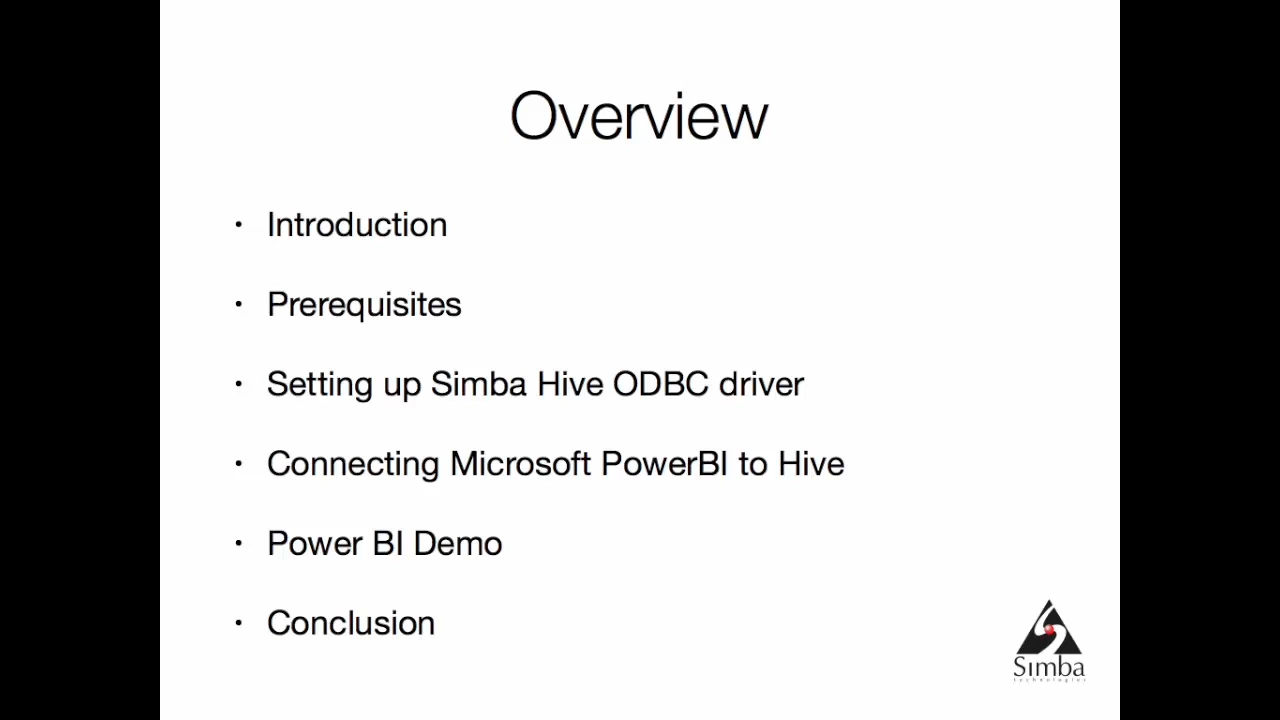 Overview
• Introduction
• Prerequisites
• Setting up Simba Hive ODBC driver
• Connecting Microsoft PowerBI to Hive
• Power BI Demo
• Conclusion
Simba
technologies